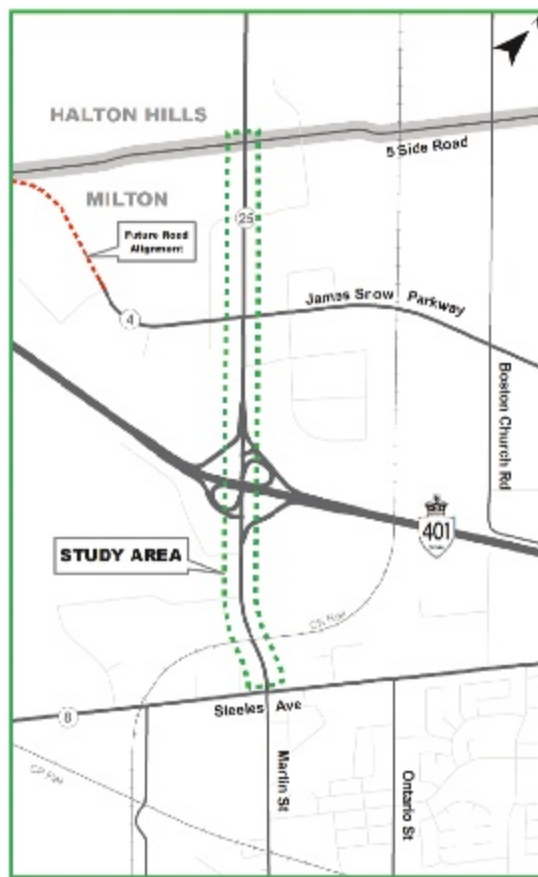 HALTON HILLS
5 Side Road
MILTON
25
Future Road
Alignment
James Snow Parkway
4
Boston Church Rd
401
STUDY AREA
CN Rail
Steeles Ave
8
CP Rail
Martin St
Ontario St